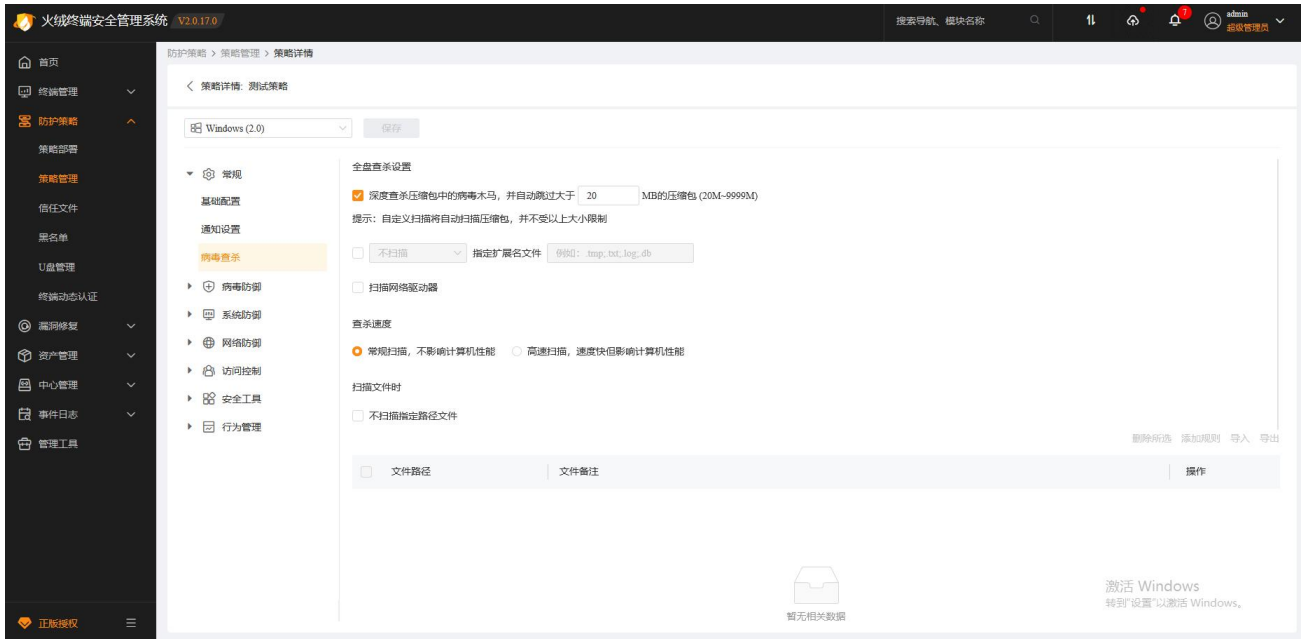 火绒终端安全管理系统 V2.0.17.0
搜索导航、模块名称
7
admin
超级管理员
首页
终端管理
防护策略
策略部署
策略管理
信任文件
黑名单
U盘管理
终端动态认证
漏洞修复
资产管理
中心管理
事件日志
管理工具
正版授权
防护策略 > 策略管理 > 策略详情
策略详情: 测试策略
Windows (2.0)
保存
常规
基础配置
通知设置
病毒查杀
病毒防御
系统防御
网络防御
访问控制
安全工具
行为管理
全盘查杀设置
深度查杀压缩包中的病毒木马，并自动跳过大于 20 MB的压缩包 (20M~9999M)
提示：自定义扫描将自动扫描压缩包，并不受以上大小限制
不扫描 指定扩展名文件 例如：.tmp;.txt;.log;.db
扫描网络驱动器
查杀速度
常规扫描，不影响计算机性能 高速扫描，速度快但影响计算机性能
扫描文件时
不扫描指定路径文件
删除所选 添加规则 导入 导出
文件路径 文件备注 操作
暂无相关数据
激活 Windows
转到"设置"以激活 Windows。